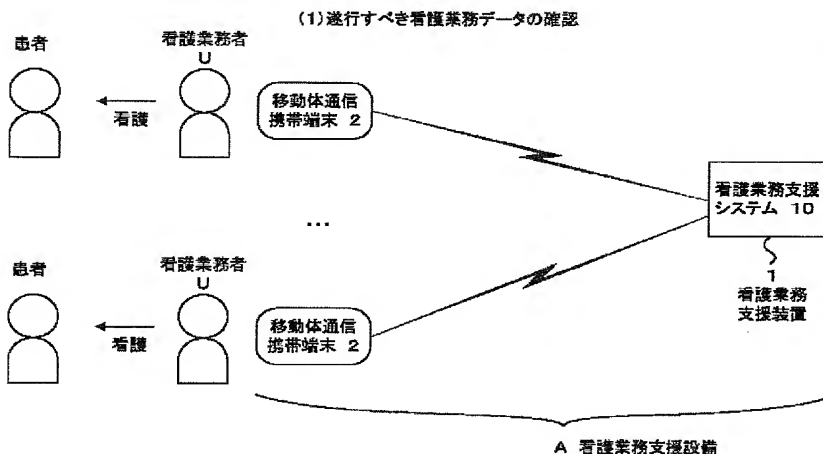 (1)遂行すべき看護業務データの確認
患者
看護業務者
U
看護
移動体通信
携帯端末 2
看護業務支援
システム 10
1
看護業務
支援装置
...
患者
看護業務者
U
看護
移動体通信
携帯端末 2
A 看護業務支援設備